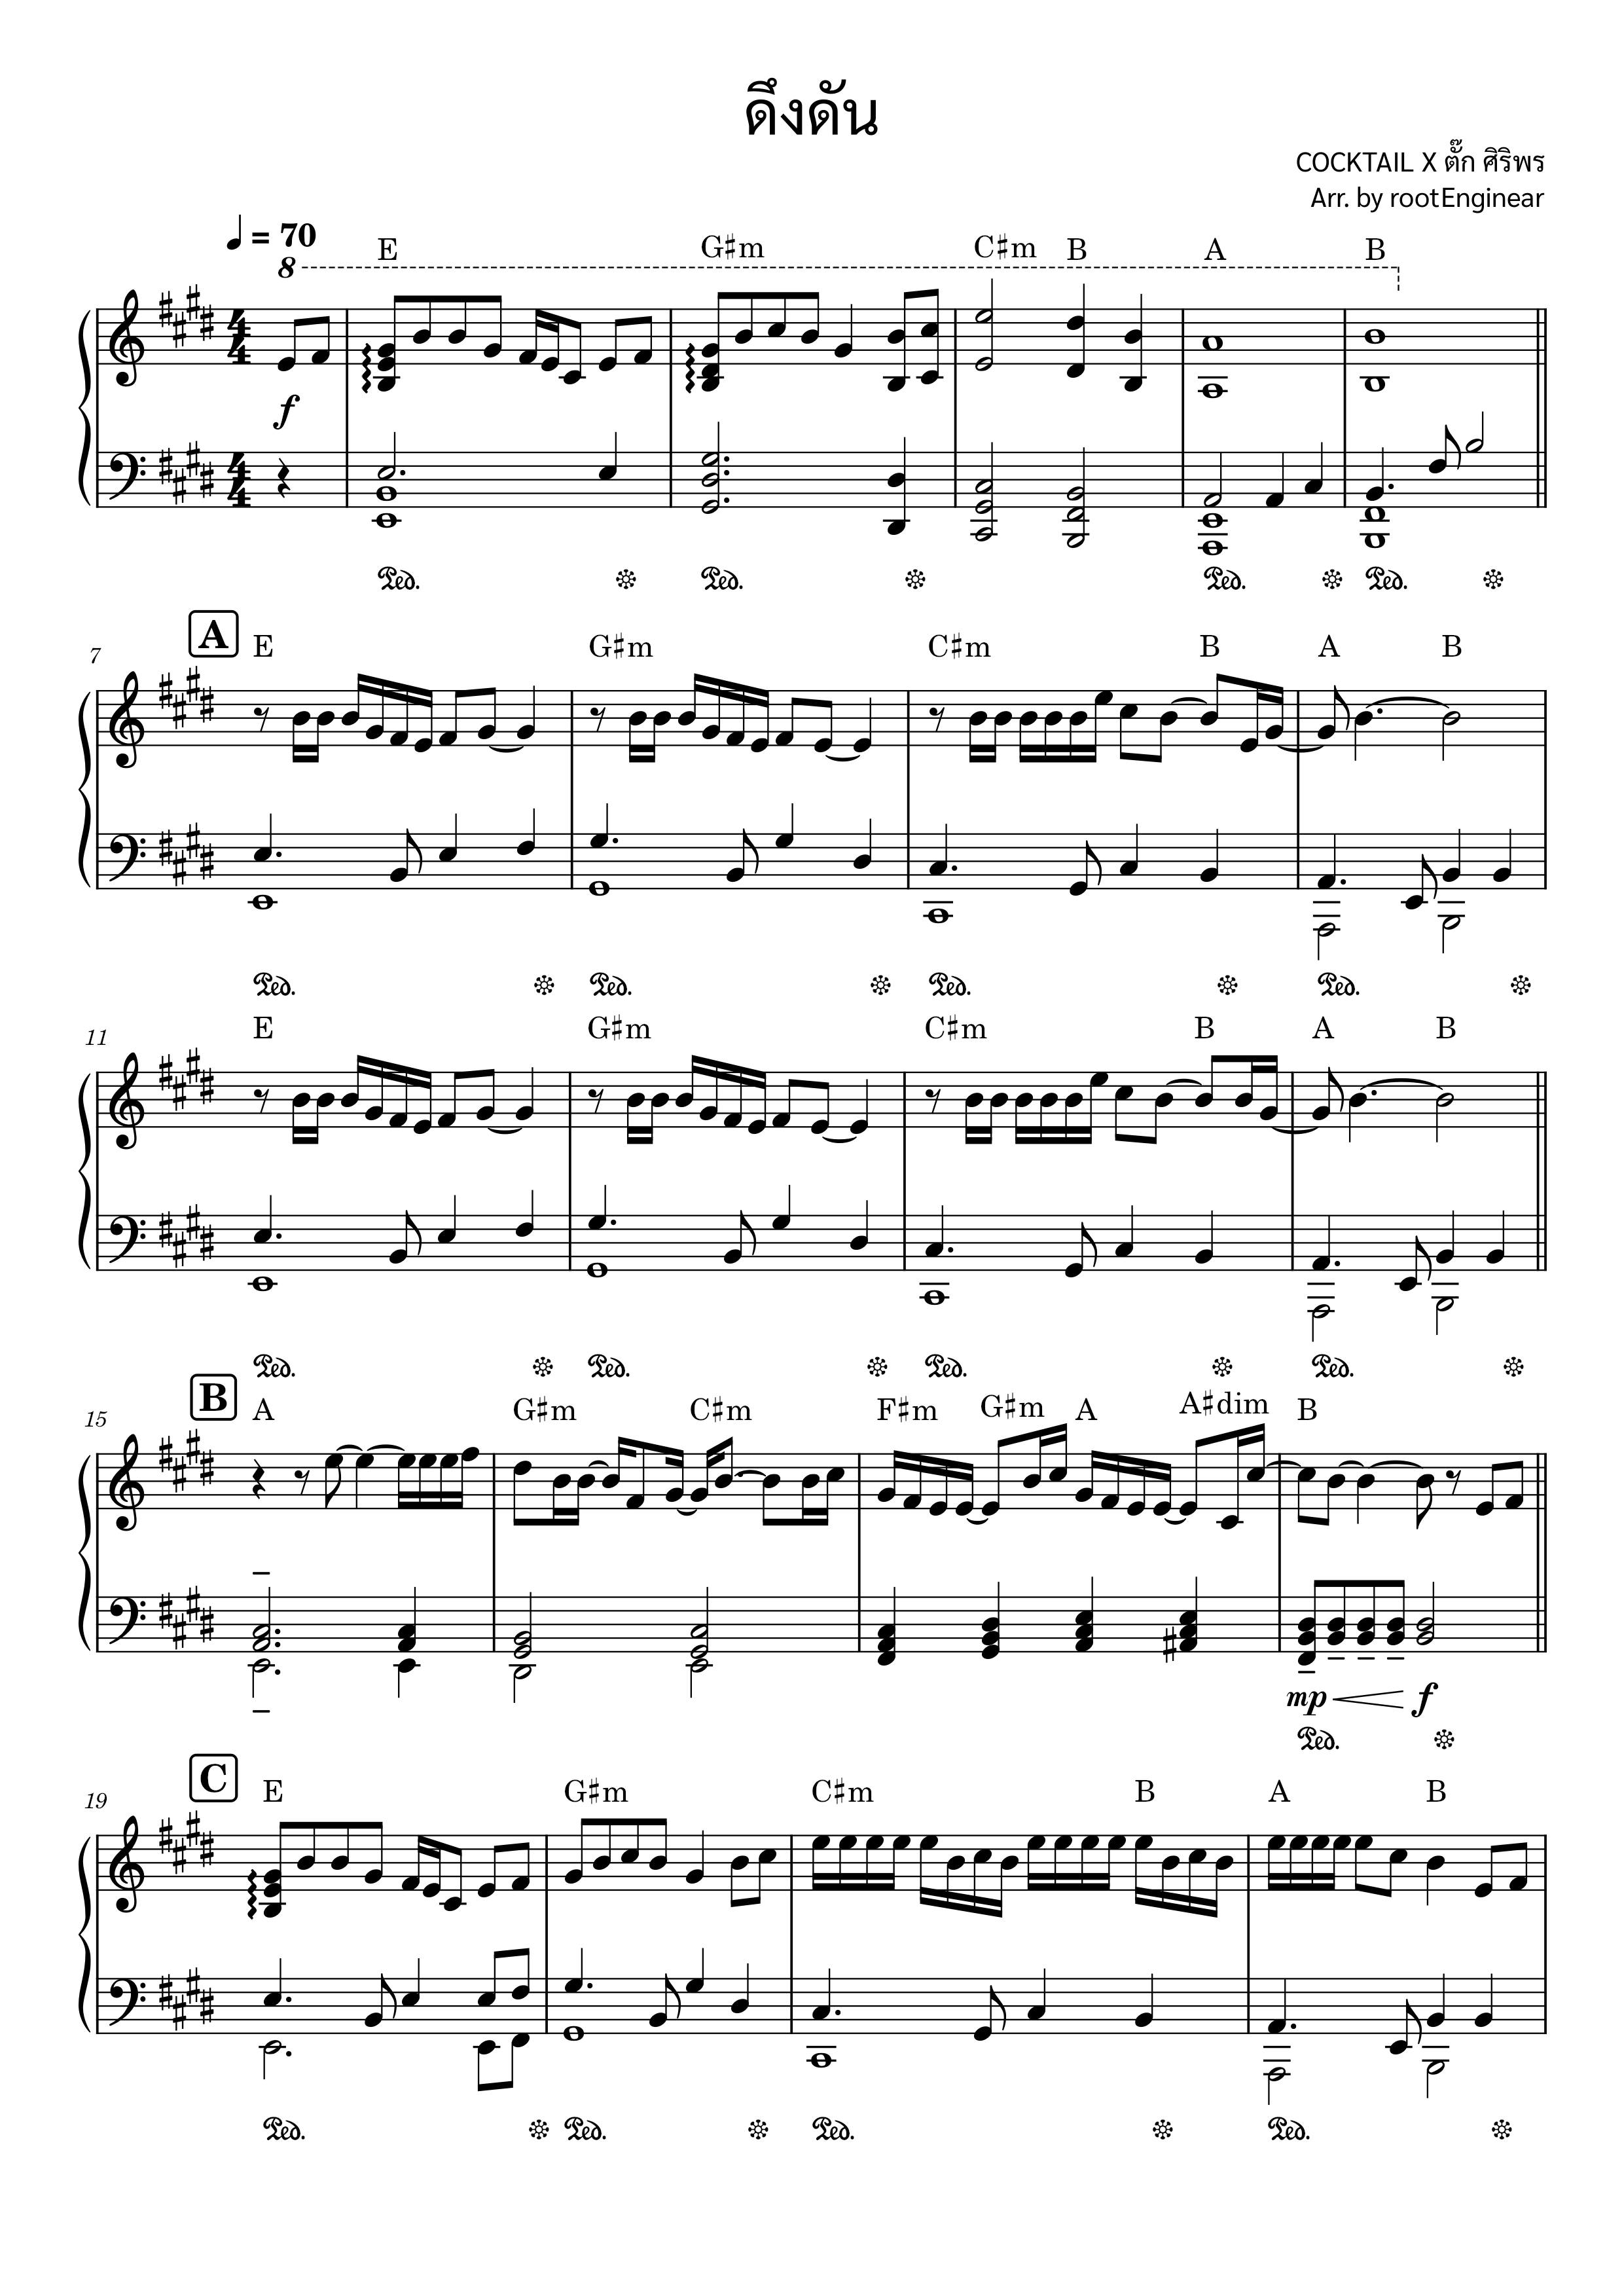 ดึงดัน
COCKTAIL X ตั๊ก ศิริพร
Arr. by rootEnginear
♩ = 70
8
E G♯m C♯m B A B
4 4
f
4 4
Ped. Ped. Ped. Ped.
A
7 E G♯m C♯m B A B
Ped. Ped. Ped. Ped.
11 E G♯m C♯m B A B
Ped. Ped. Ped. Ped.
B
15 A G♯m C♯m F♯m G♯m A A♯dim B
mp f
Ped.
C
19 E G♯m C♯m B A B
Ped. Ped. Ped. Ped.